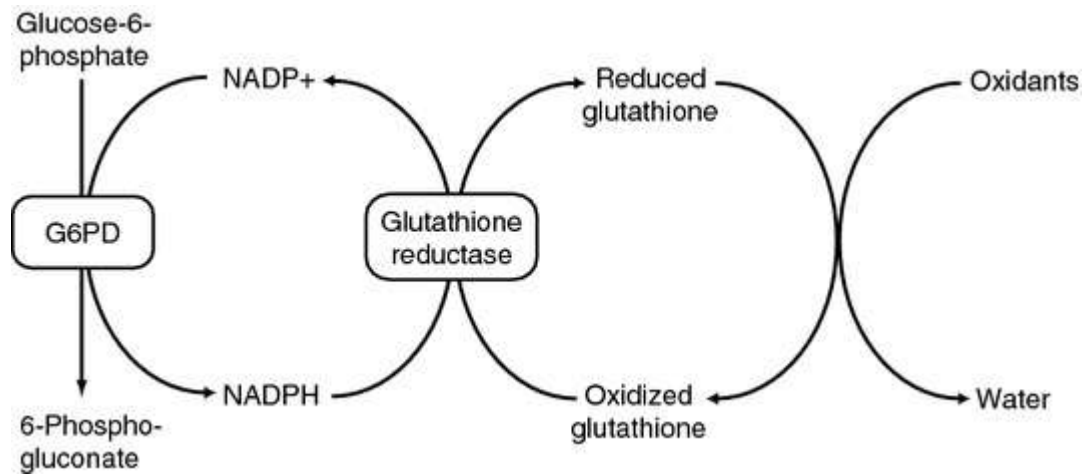 Glucose-6-
phosphate
NADP+
Reduced
glutathione
Oxidants
G6PD
Glutathione
reductase
6-Phospho-
gluconate
NADPH
Oxidized
glutathione
Water